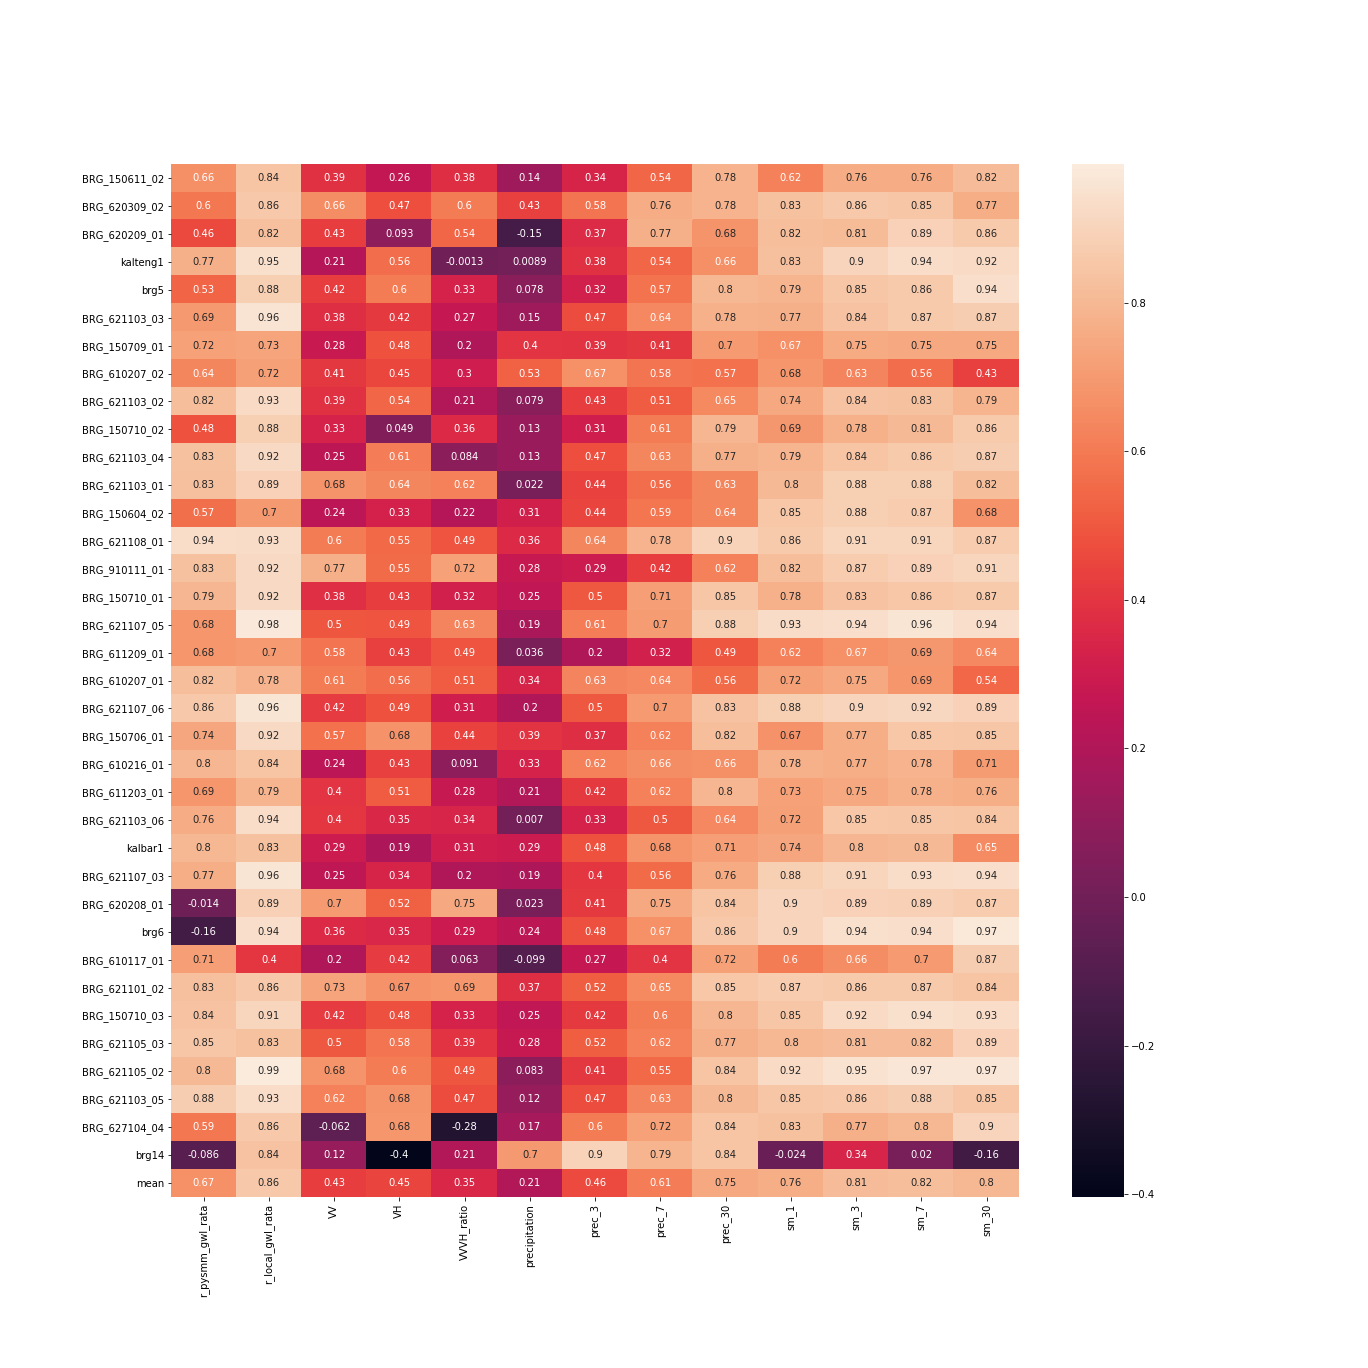 BRG_150611_02 0.66 0.84 0.39 0.26 0.38 0.14 0.34 0.54 0.78 0.62 0.76 0.76 0.82
BRG_620309_02 0.6 0.86 0.66 0.47 0.6 0.43 0.58 0.76 0.78 0.83 0.86 0.85 0.77
BRG_620209_01 0.46 0.82 0.43 0.093 0.54 -0.15 0.37 0.77 0.68 0.82 0.81 0.89 0.86
kalteng1 0.77 0.95 0.21 0.56 -0.0013 0.0089 0.38 0.54 0.66 0.83 0.9 0.94 0.92
brg5 0.53 0.88 0.42 0.6 0.33 0.078 0.32 0.57 0.8 0.79 0.85 0.86 0.94
BRG_621103_03 0.69 0.96 0.38 0.42 0.27 0.15 0.47 0.64 0.78 0.77 0.84 0.87 0.87
BRG_150709_01 0.72 0.73 0.28 0.48 0.2 0.4 0.39 0.41 0.7 0.67 0.75 0.75 0.75
BRG_610207_02 0.64 0.72 0.41 0.45 0.3 0.53 0.67 0.58 0.57 0.68 0.63 0.56 0.43
BRG_621103_02 0.82 0.93 0.39 0.54 0.21 0.079 0.43 0.51 0.65 0.74 0.84 0.83 0.79
BRG_150710_02 0.48 0.88 0.33 0.049 0.36 0.13 0.31 0.61 0.79 0.69 0.78 0.81 0.86
BRG_621103_04 0.83 0.92 0.25 0.61 0.084 0.13 0.47 0.63 0.77 0.79 0.84 0.86 0.87
BRG_621103_01 0.83 0.89 0.68 0.64 0.62 0.022 0.44 0.56 0.63 0.8 0.88 0.88 0.82
BRG_150604_02 0.57 0.7 0.24 0.33 0.22 0.31 0.44 0.59 0.64 0.85 0.88 0.87 0.68
BRG_621108_01 0.94 0.93 0.6 0.55 0.49 0.36 0.64 0.78 0.9 0.86 0.91 0.91 0.87
BRG_910111_01 0.83 0.92 0.77 0.55 0.72 0.28 0.29 0.42 0.62 0.82 0.87 0.89 0.91
BRG_150710_01 0.79 0.92 0.38 0.43 0.32 0.25 0.5 0.71 0.85 0.78 0.83 0.86 0.87
BRG_621107_05 0.68 0.98 0.5 0.49 0.63 0.19 0.61 0.7 0.88 0.93 0.94 0.96 0.94
BRG_611209_01 0.68 0.7 0.58 0.43 0.49 0.036 0.2 0.32 0.49 0.62 0.67 0.69 0.64
BRG_610207_01 0.82 0.78 0.61 0.56 0.51 0.34 0.63 0.64 0.56 0.72 0.75 0.69 0.54
BRG_621107_06 0.86 0.96 0.42 0.49 0.31 0.2 0.5 0.7 0.83 0.88 0.9 0.92 0.89
BRG_150706_01 0.74 0.92 0.57 0.68 0.44 0.39 0.37 0.62 0.82 0.67 0.77 0.85 0.85
BRG_610216_01 0.8 0.84 0.24 0.43 0.091 0.33 0.62 0.66 0.66 0.78 0.77 0.78 0.71
BRG_611203_01 0.69 0.79 0.4 0.51 0.28 0.21 0.42 0.62 0.8 0.73 0.75 0.78 0.76
BRG_621103_06 0.76 0.94 0.4 0.35 0.34 0.007 0.33 0.5 0.64 0.72 0.85 0.85 0.84
kalbar1 0.8 0.83 0.29 0.19 0.31 0.29 0.48 0.68 0.71 0.74 0.8 0.8 0.65
BRG_621107_03 0.77 0.96 0.25 0.34 0.2 0.19 0.4 0.56 0.76 0.88 0.91 0.93 0.94
BRG_620208_01 -0.014 0.89 0.7 0.52 0.75 0.023 0.41 0.75 0.84 0.9 0.89 0.89 0.87
brg6 -0.16 0.94 0.36 0.35 0.29 0.24 0.48 0.67 0.86 0.9 0.94 0.94 0.97
BRG_610117_01 0.71 0.4 0.2 0.42 0.063 -0.099 0.27 0.4 0.72 0.6 0.66 0.7 0.87
BRG_621101_02 0.83 0.86 0.73 0.67 0.69 0.37 0.52 0.65 0.85 0.87 0.86 0.87 0.84
BRG_150710_03 0.84 0.91 0.42 0.48 0.33 0.25 0.42 0.6 0.8 0.85 0.92 0.94 0.93
BRG_621105_03 0.85 0.83 0.5 0.58 0.39 0.28 0.52 0.62 0.77 0.8 0.81 0.82 0.89
BRG_621105_02 0.8 0.99 0.68 0.6 0.49 0.083 0.41 0.55 0.84 0.92 0.95 0.97 0.97
BRG_621103_05 0.88 0.93 0.62 0.68 0.47 0.12 0.47 0.63 0.8 0.85 0.86 0.88 0.85
BRG_627104_04 0.59 0.86 -0.062 0.68 -0.28 0.17 0.6 0.72 0.84 0.83 0.77 0.8 0.9
brg14 -0.086 0.84 0.12 -0.4 0.21 0.7 0.9 0.79 0.84 -0.024 0.34 0.02 -0.16
mean 0.67 0.86 0.43 0.45 0.35 0.21 0.46 0.61 0.75 0.76 0.81 0.82 0.8
r_pysmm_gwl_rata r_local_gwl_rata VV VH VVVH_ratio precipitation prec_3 prec_7 prec_30 sm_1 sm_3 sm_7 sm_30
0.8
0.6
0.4
0.2
0.0
−0.2
−0.4